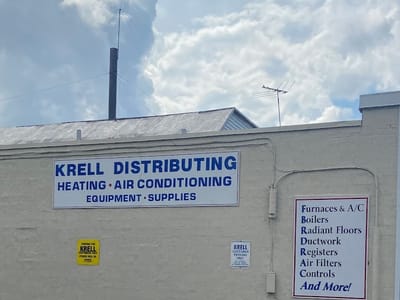 KRELL DISTRIBUTING
HEATING • AIR CONDITIONING
EQUIPMENT • SUPPLIES
KRELL
KRELL
Furnaces & A/C
Boilers
Radiant Floors
Ductwork
Registers
Air Filters
Controls
And More!